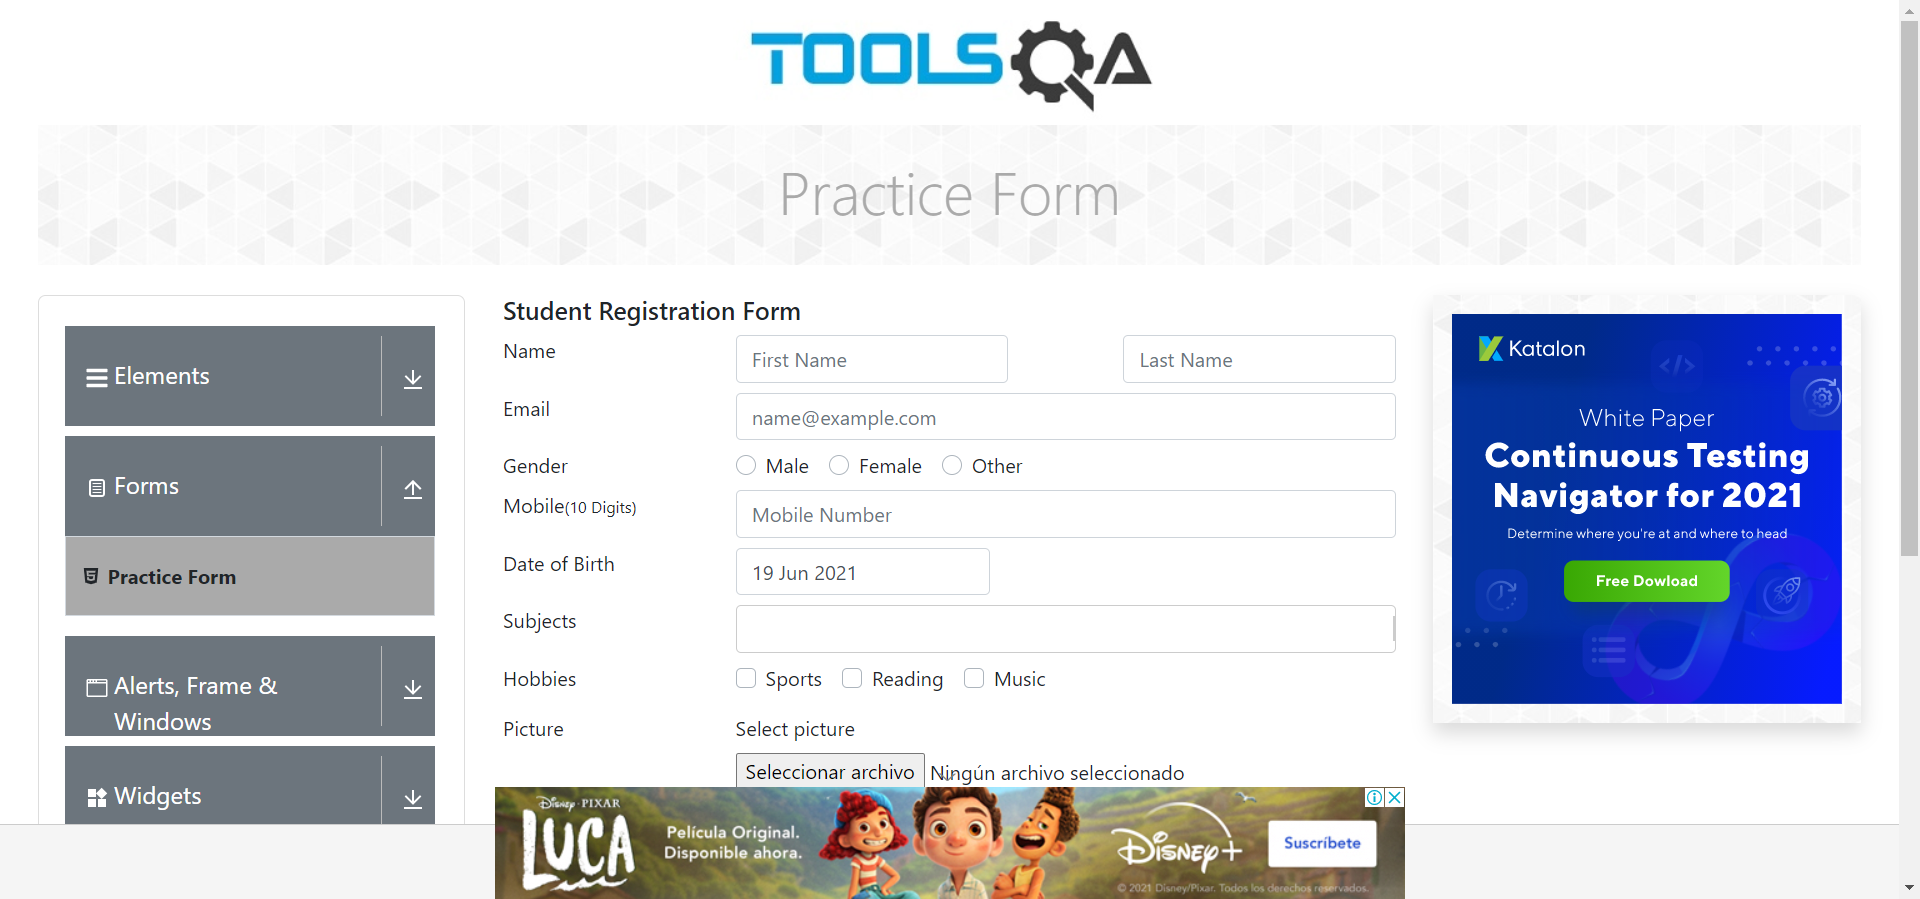 TOOLSQA
Practice Form
Elements
Forms
Practice Form
Alerts, Frame &
Windows
Widgets
Student Registration Form
Name
First Name
Last Name
Email
name@example.com
Gender
Male
Female
Other
Mobile(10 Digits)
Mobile Number
Date of Birth
19 Jun 2021
Subjects
Hobbies
Sports
Reading
Music
Picture
Select picture
Seleccionar archivo
Ningún archivo seleccionado
Katalon
</>
White Paper
Continuous Testing
Navigator for 2021
Determine where you're at and where to head
Free Dowload
Disney · PIXAR
LUCA
Película Original.
Disponible ahora.
Disney+
Suscríbete
© 2021 Disney/Pixar. Todos los derechos reservados.